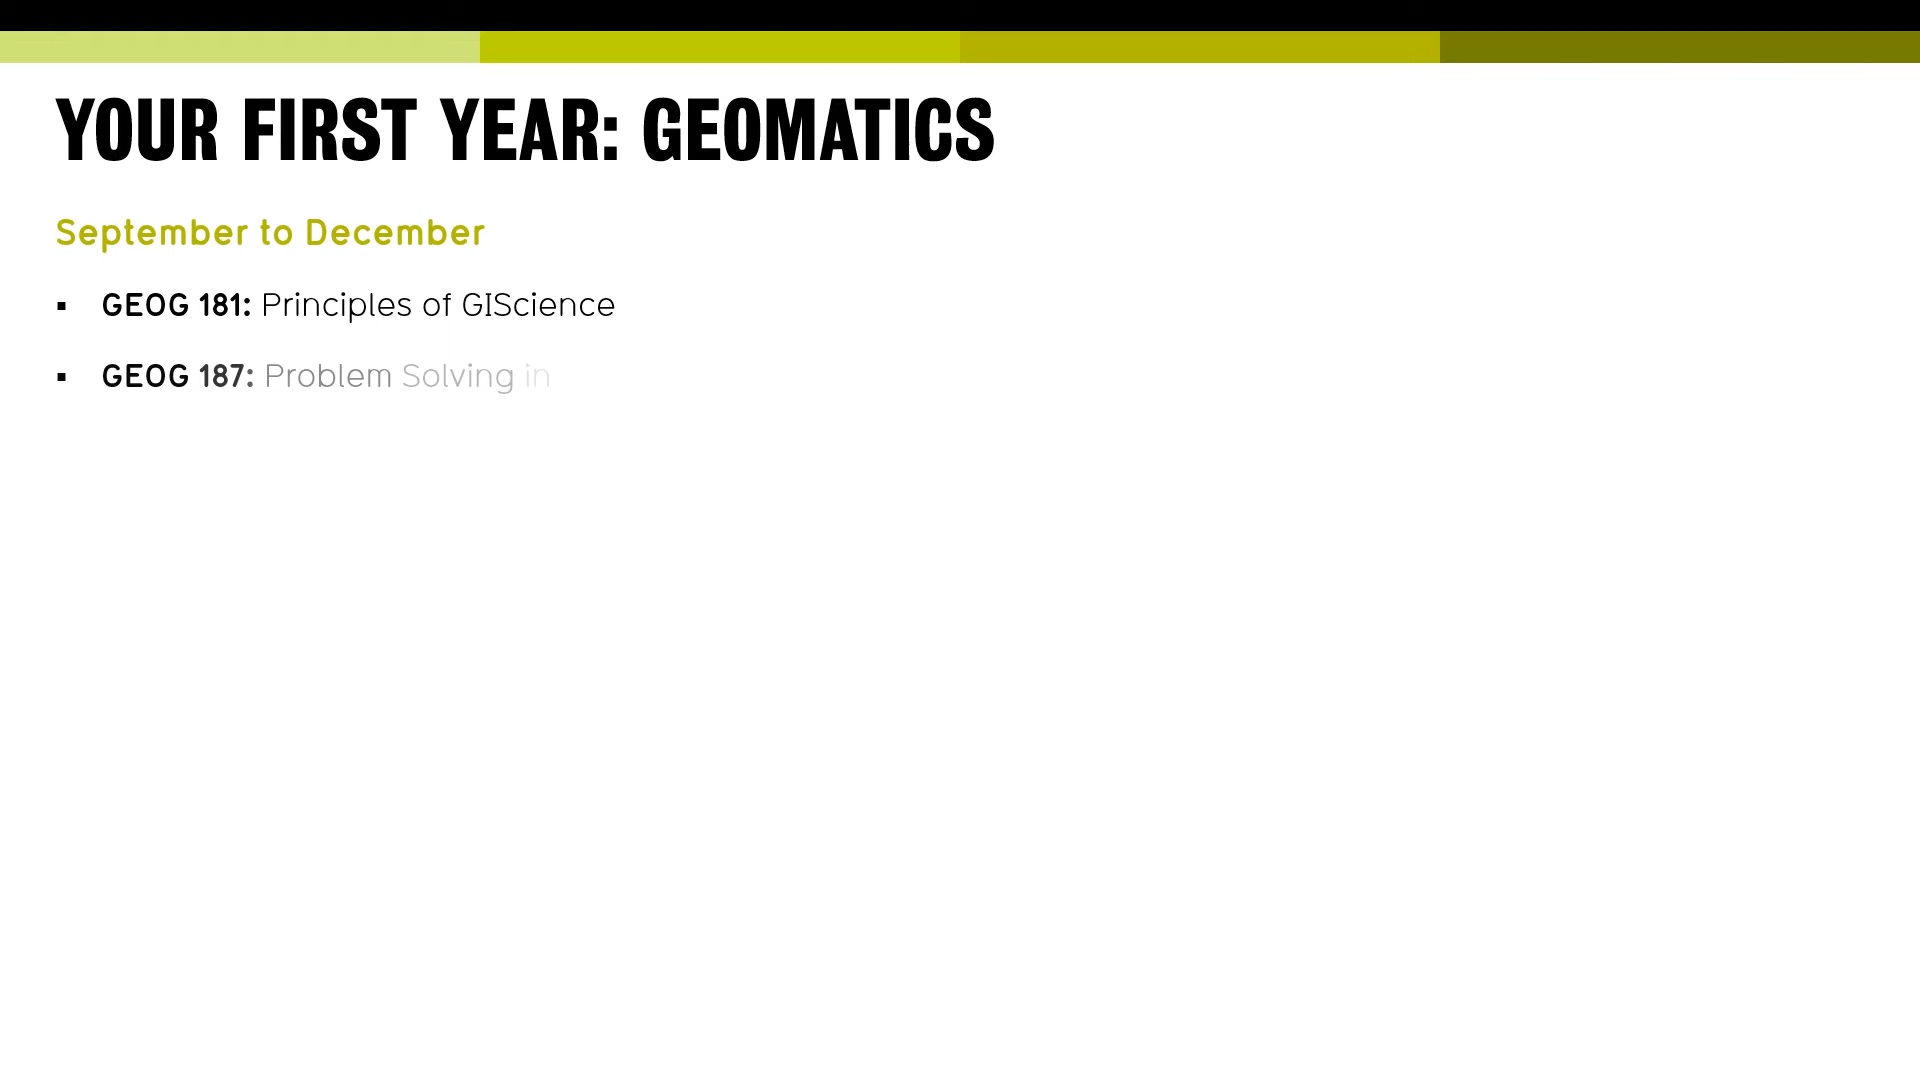 YOUR FIRST YEAR: GEOMATICS
September to December
▪ GEOG 181: Principles of GIScience
▪ GEOG 187: Problem Solving in